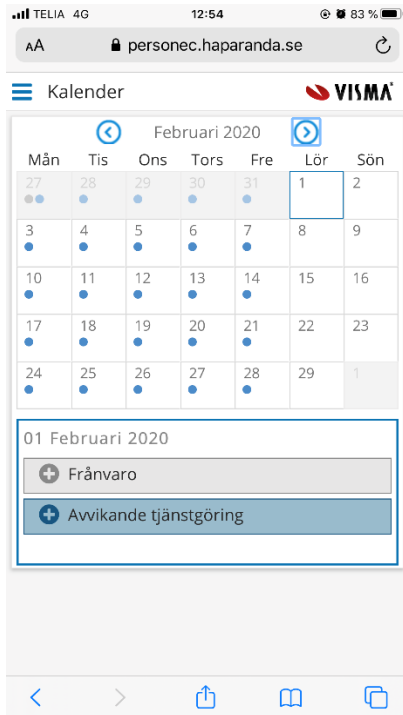 TELIA 4G 12:54 83 %
AA personec.haparanda.se
Kalender VISMA
Februari 2020
Mån Tis Ons Tors Fre Lör Sön
27 28 29 30 31 1 2
3 4 5 6 7 8 9
10 11 12 13 14 15 16
17 18 19 20 21 22 23
24 25 26 27 28 29 1
01 Februari 2020
Frånvaro
Avvikande tjänstgöring